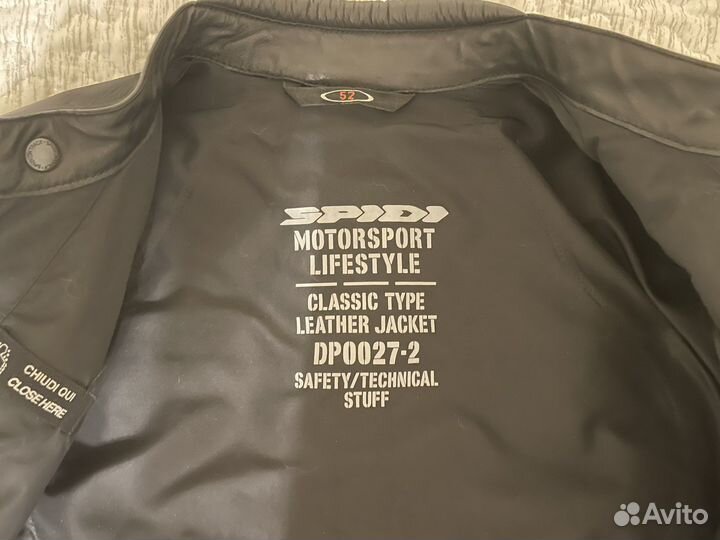 52
SPIDI
MOTORSPORT
LIFESTYLE
CLASSIC TYPE
LEATHER JACKET
DP0027-2
SAFETY/TECHNICAL
STUFF
CHIUDI QUI
CLOSE HERE
Avito